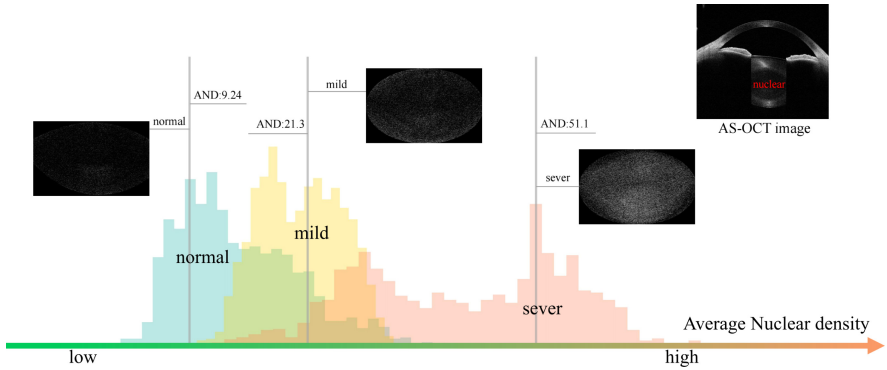 nuclear
AS-OCT image
mild
AND:9.24
normal
AND:21.3
AND:51.1
sever
mild
normal
sever
Average Nuclear density
low
high